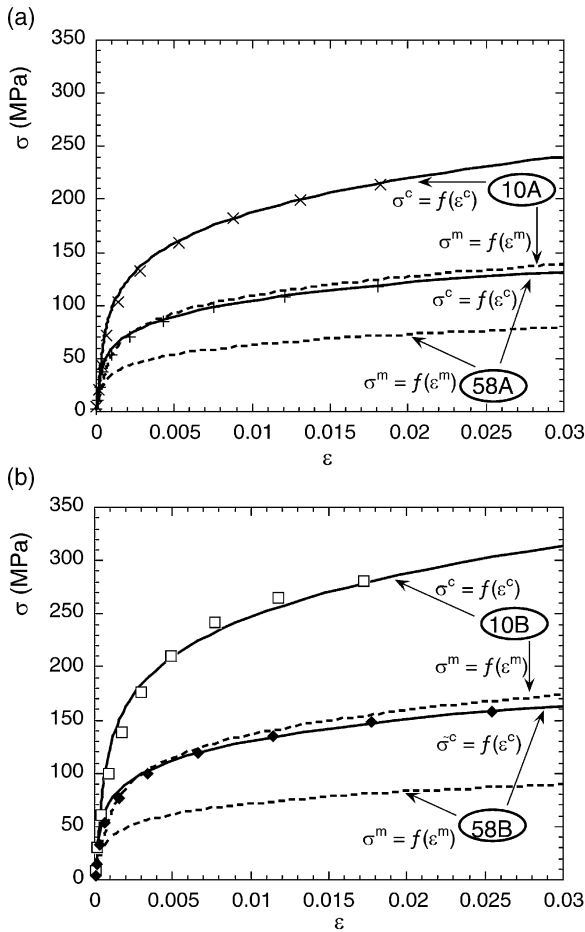 (a)
350
300
250
200
150
100
50
0
σ (MPa)
10A
σᶜ = f(εᶜ)
σᵐ = f(εᵐ)
σᶜ = f(εᶜ)
σᵐ = f(εᵐ)
58A
0 0.005 0.01 0.015 0.02 0.025 0.03
ε
(b)
350
300
250
200
150
100
50
0
σ (MPa)
σᶜ = f(εᶜ)
10B
σᵐ = f(εᵐ)
σ̃ᶜ = f(εᶜ)
σᵐ = f(εᵐ)
58B
0 0.005 0.01 0.015 0.02 0.025 0.03
ε